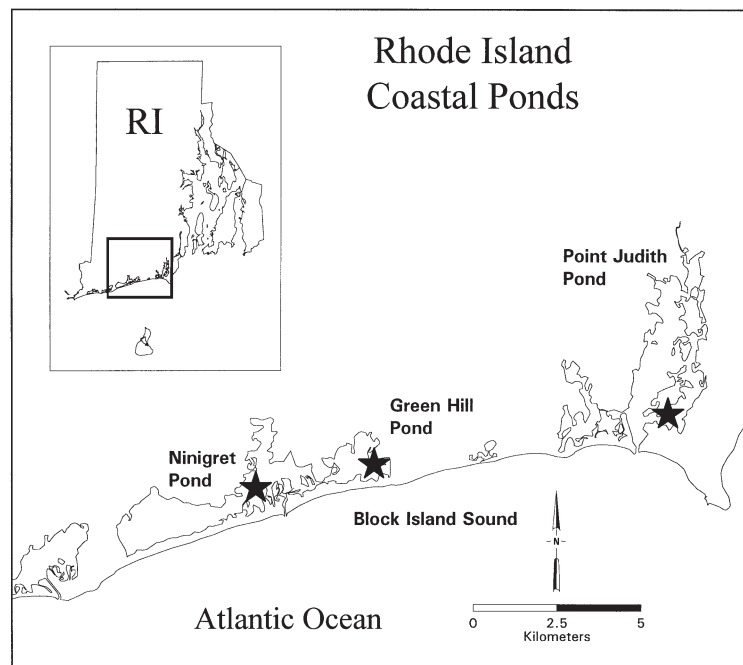 Rhode Island
Coastal Ponds
RI
Point Judith
Pond
Green Hill
Pond
Ninigret
Pond
Block Island Sound
N
Atlantic Ocean
0 2.5 5
Kilometers